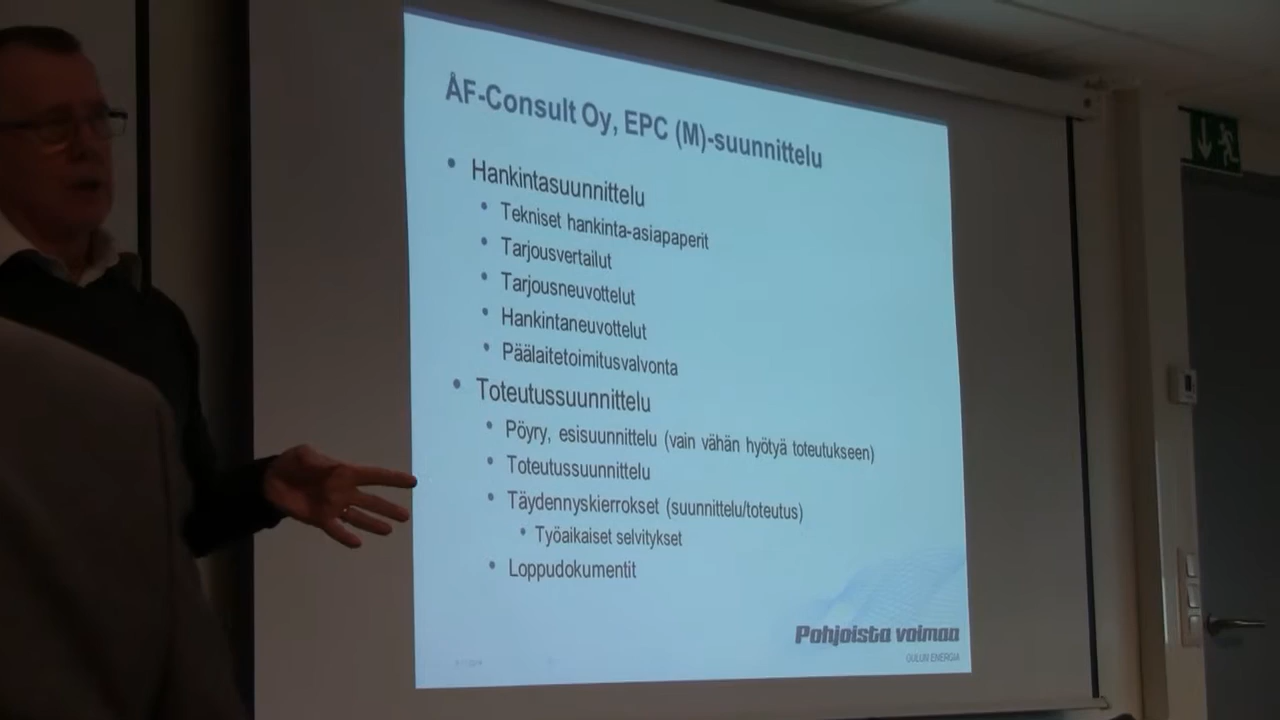 ÅF-Consult Oy, EPC (M)-suunnittelu
• Hankintasuunnittelu
• Tekniset hankinta-asiapaperit
• Tarjousvertailut
• Tarjousneuvottelut
• Hankintaneuvottelut
• Päälaitetoimitusvalvonta
• Toteutussuunnittelu
• Pöyry, esisuunnittelu (vain vähän hyötyä toteutukseen)
• Toteutussuunnittelu
• Täydennyskierrokset (suunnittelu/toteutus)
• Työaikaiset selvitykset
• Loppudokumentit
Pohjoista voimaa
OULUN ENERGIA